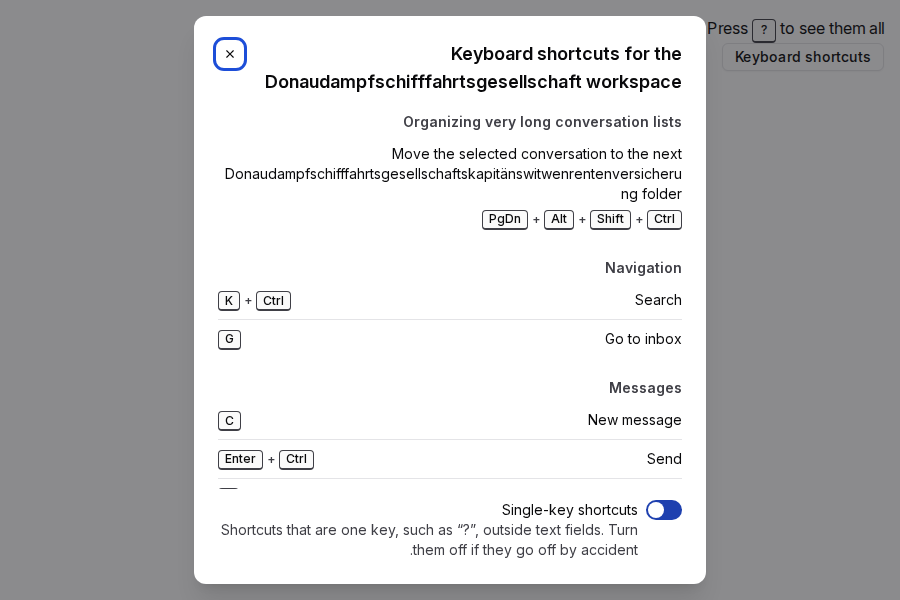 Press ? to see them all
Keyboard shortcuts
Keyboard shortcuts for the
Donaudampfschifffahrtsgesellschaft workspace
Organizing very long conversation lists
Move the selected conversation to the next
Donaudampfschifffahrtsgesellschaftskapitänswitwenrentenversicheru
ng folder
PgDn + Alt + Shift + Ctrl
Navigation
K + Ctrl Search
G Go to inbox
Messages
C New message
Enter + Ctrl Send
Single-key shortcuts
Shortcuts that are one key, such as “?”, outside text fields. Turn
.them off if they go off by accident